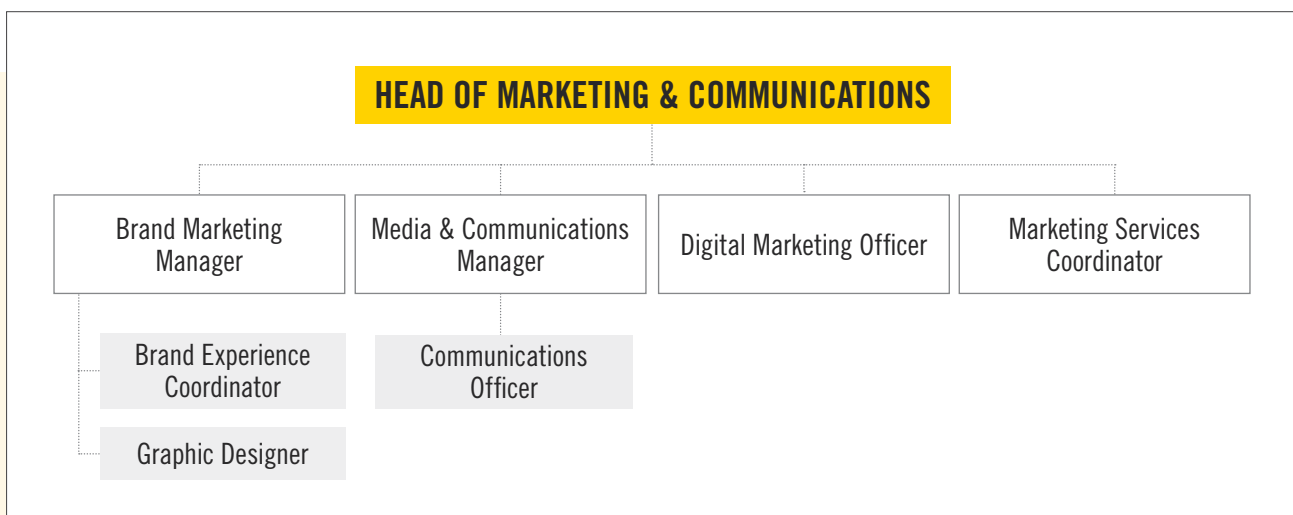 HEAD OF MARKETING & COMMUNICATIONS
Brand Marketing
Manager
Media & Communications
Manager
Digital Marketing Officer
Marketing Services
Coordinator
Brand Experience
Coordinator
Communications
Officer
Graphic Designer